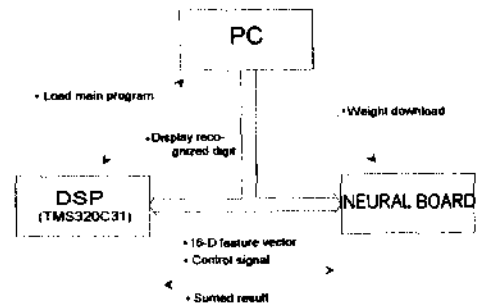 PC
• Load main program
• Weight download
• Display reco-
gnized digit
DSP
(TMS320C31)
NEURAL BOARD
• 16-D feature vector
• Control signal
• Sumed result